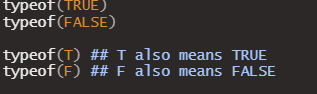 typeof(TRUE)
typeof(FALSE)
typeof(T) ## T also means TRUE
typeof(F) ## F also means FALSE